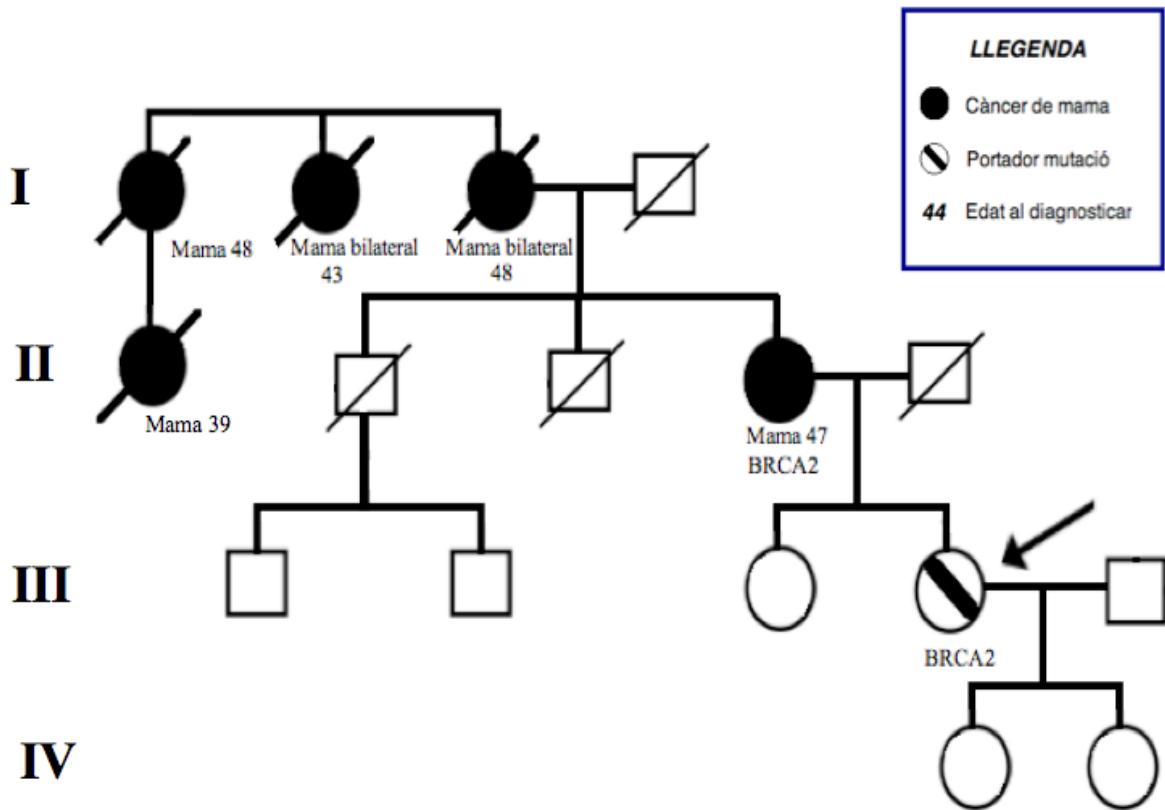 LLEGENDA
Càncer de mama
Portador mutació
44 Edat al diagnosticar
I
Mama 48
Mama bilateral
43
Mama bilateral
48
II
Mama 39
Mama 47
BRCA2
III
BRCA2
IV